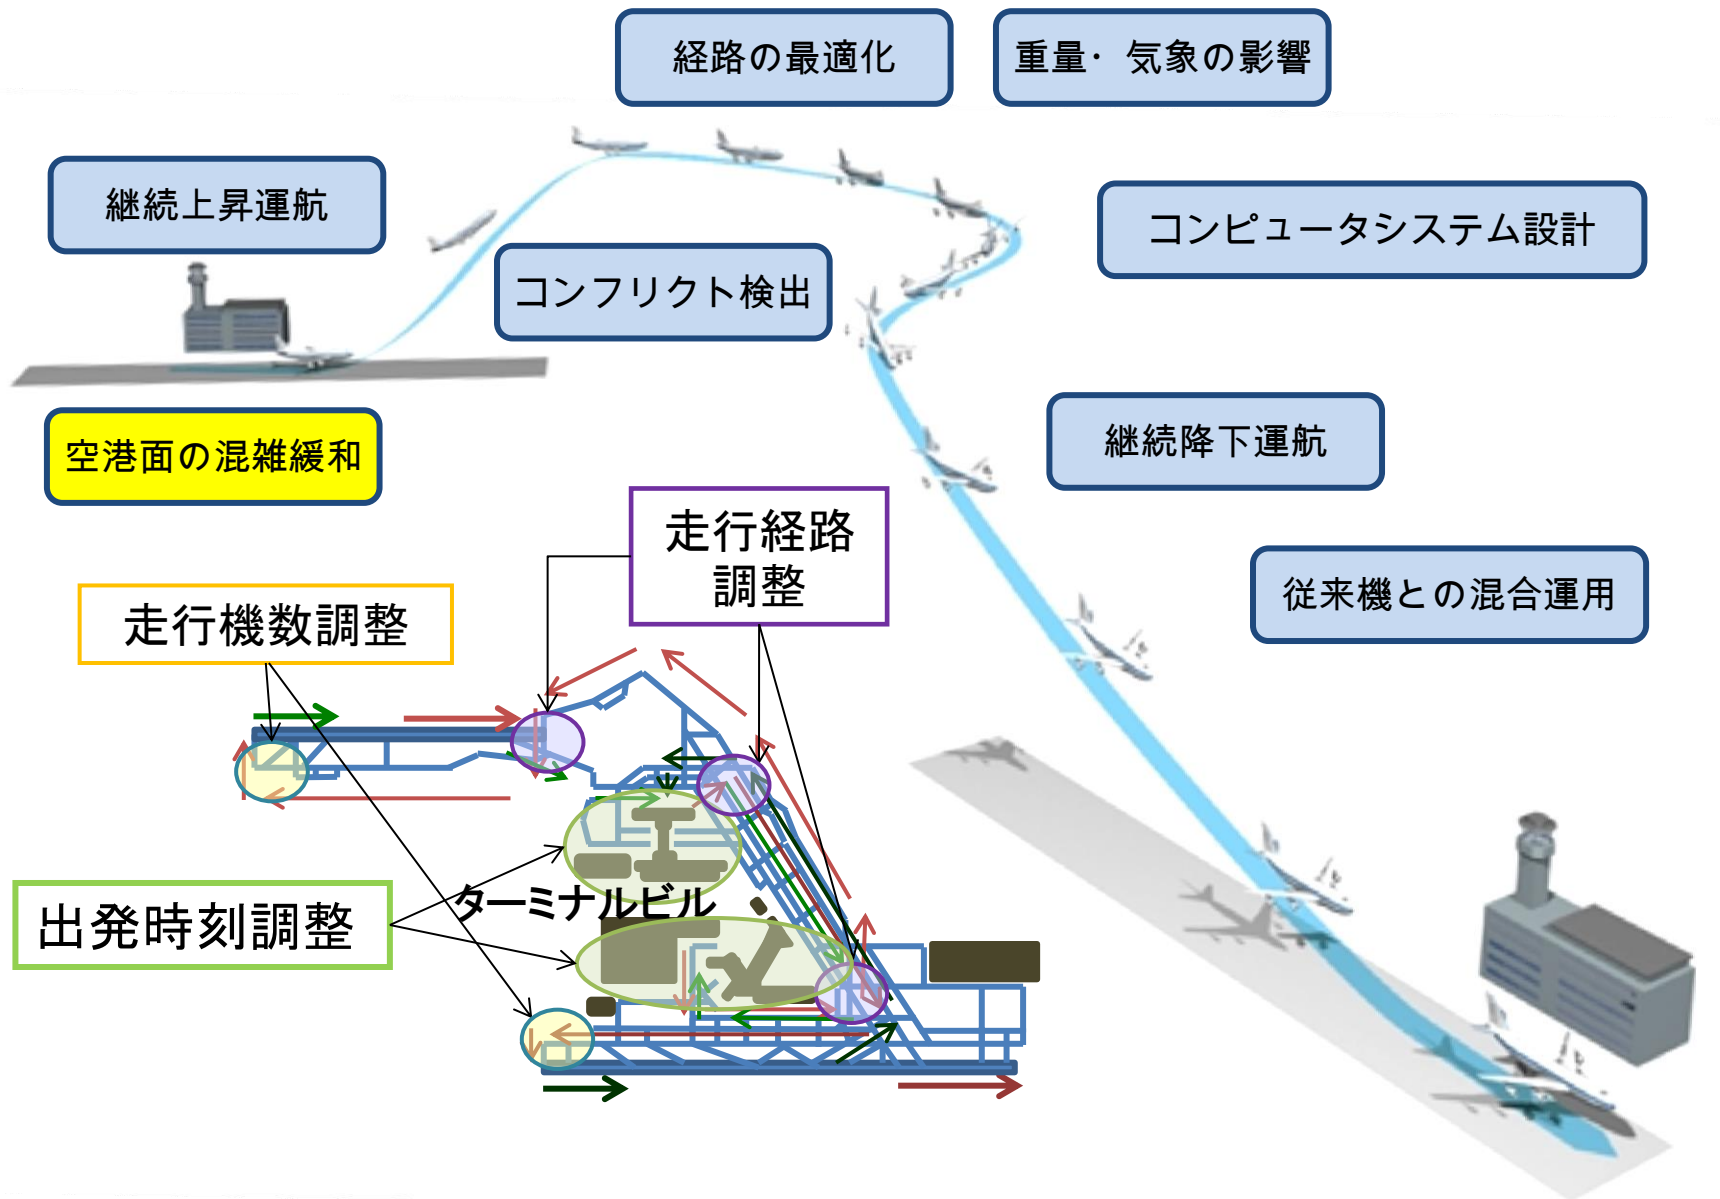 経路の最適化
重量・気象の影響
継続上昇運航
コンピュータシステム設計
コンフリクト検出
継続降下運航
空港面の混雑緩和
走行経路
調整
従来機との混合運用
走行機数調整
ターミナルビル
出発時刻調整